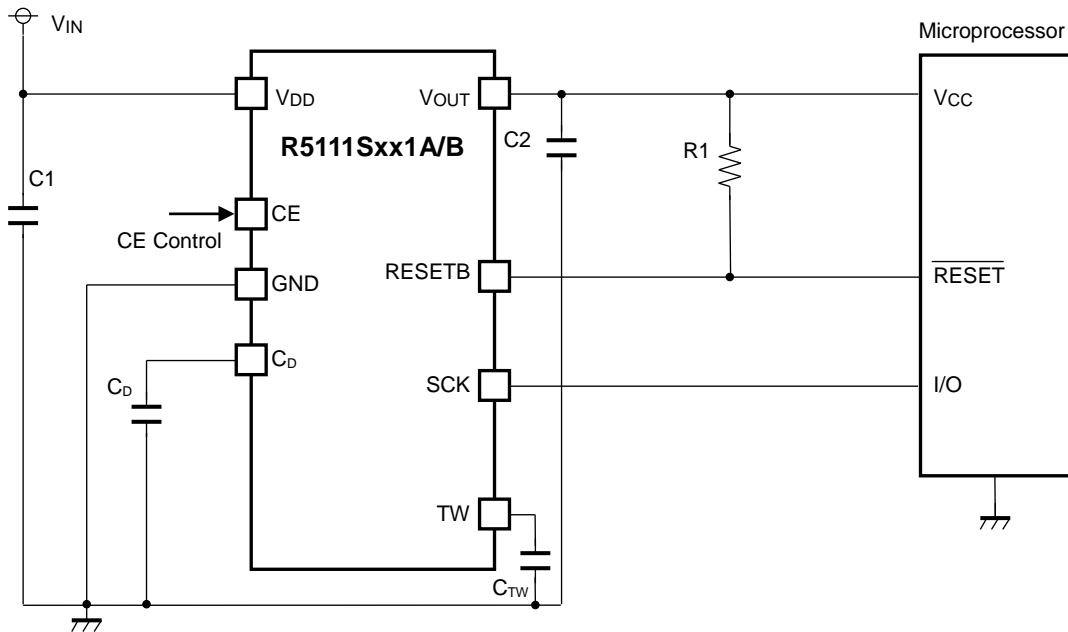 VIN
Microprocessor
VDD
VOUT
VCC
R5111Sxx1A/B
C2
R1
C1
CE
CE Control
RESETB
RESET
GND
CD
CD
SCK
I/O
TW
CTW